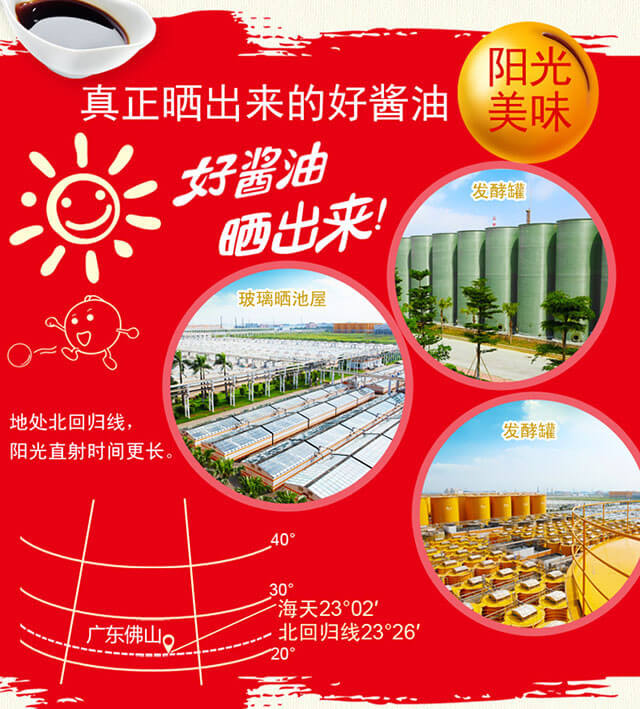 真正晒出来的好酱油
阳光
美味
好酱油
晒出来!
发酵罐
玻璃晒池屋
地处北回归线，
阳光直射时间更长。
发酵罐
40°
30°
海天23°02′
广东佛山
北回归线23°26′
20°